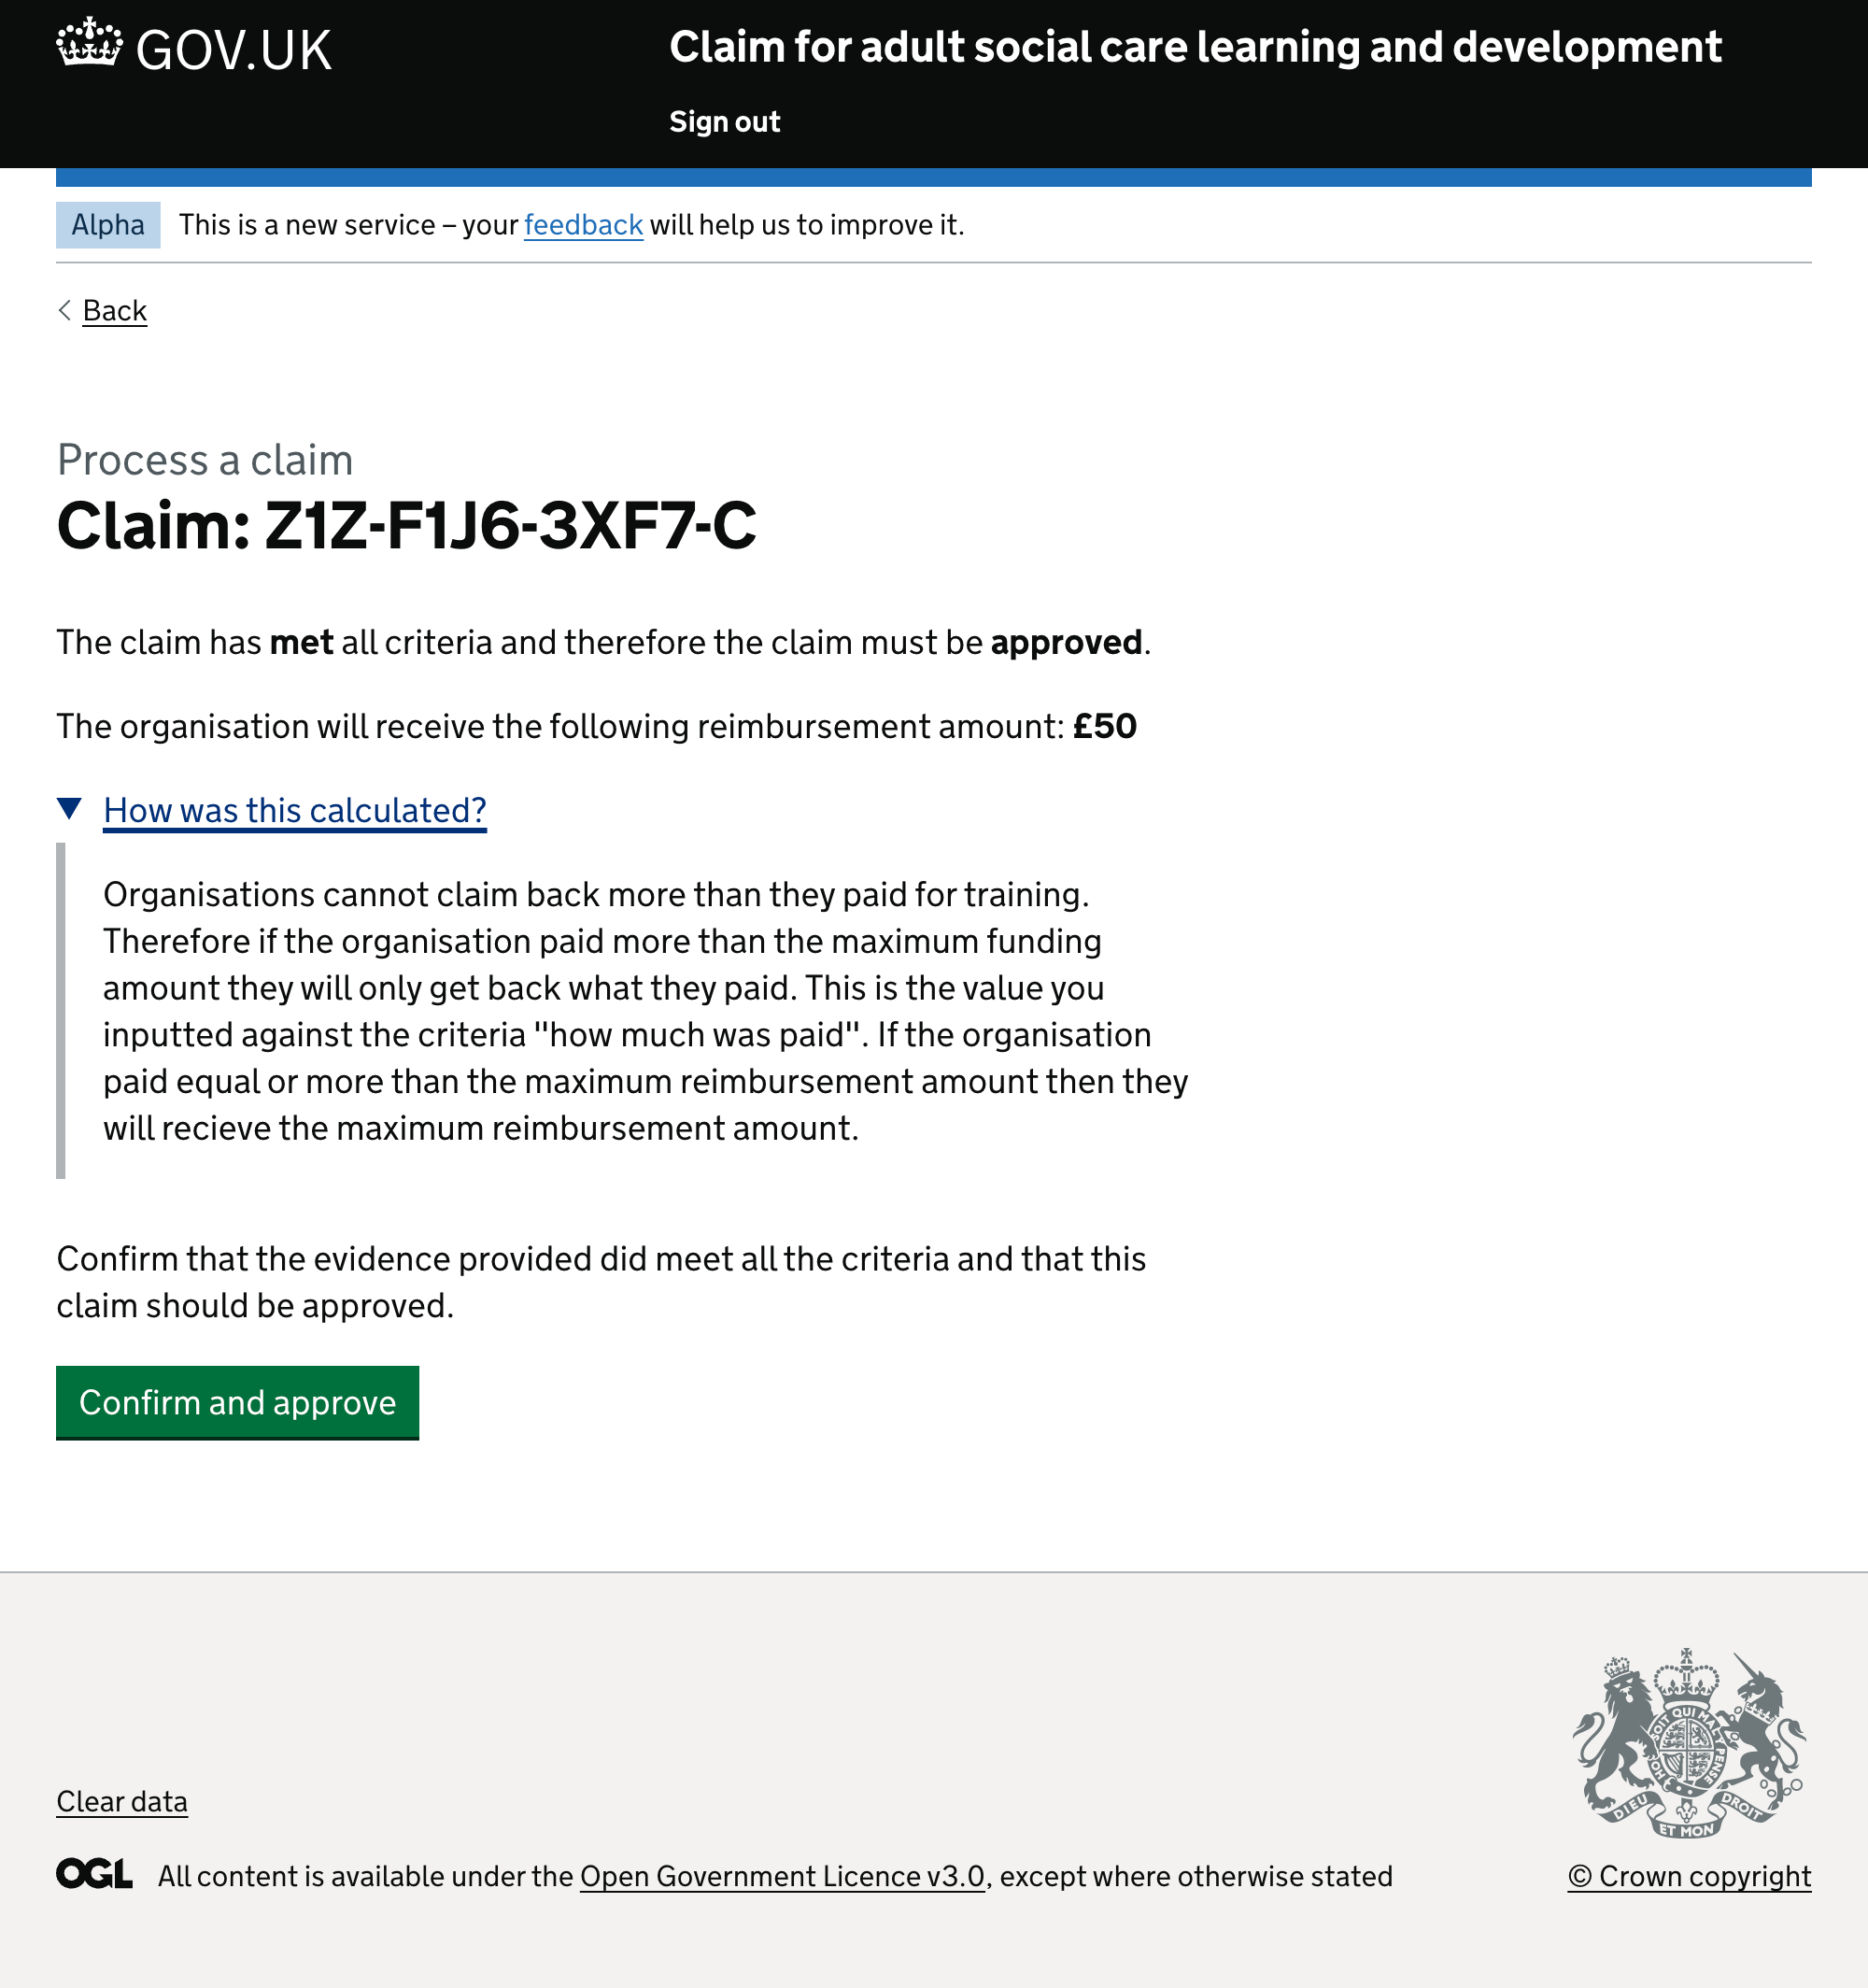 GOV.UK
Claim for adult social care learning and development
Sign out
Alpha
This is a new service – your feedback will help us to improve it.
Back
Process a claim
Claim: Z1Z-F1J6-3XF7-C
The claim has met all criteria and therefore the claim must be approved.
The organisation will receive the following reimbursement amount: £50
How was this calculated?
Organisations cannot claim back more than they paid for training.
Therefore if the organisation paid more than the maximum funding
amount they will only get back what they paid. This is the value you
inputted against the criteria "how much was paid". If the organisation
paid equal or more than the maximum reimbursement amount then they
will recieve the maximum reimbursement amount.
Confirm that the evidence provided did meet all the criteria and that this
claim should be approved.
Confirm and approve
SOIT QUI MAL Y PENSE
DIEU ET MON DROIT
Clear data
OGL
All content is available under the Open Government Licence v3.0, except where otherwise stated
© Crown copyright